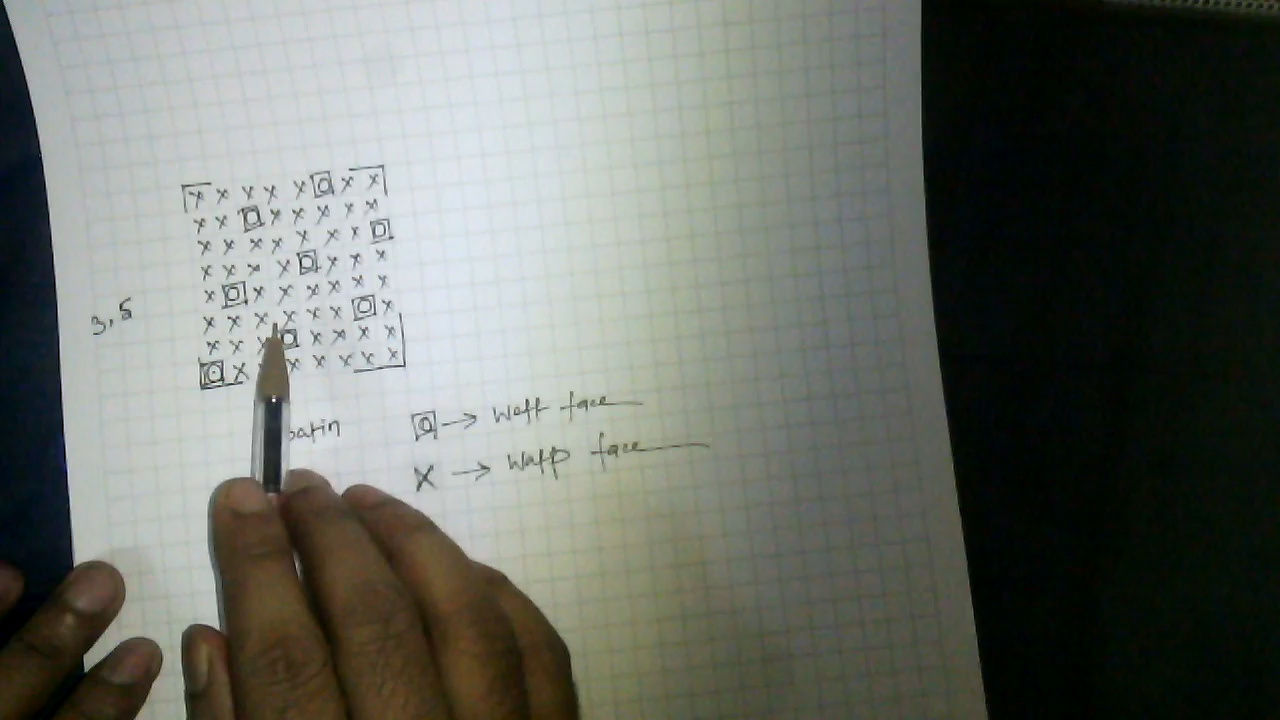 x x x x x O x x
x x O x x x x x
x x x x x x x O
x x x x O x x x
x O x x x x x x
3,5
x x x x x x O x
x x x O x x x x
O x x x x x x
satin
O → Weft face
X → Warp face